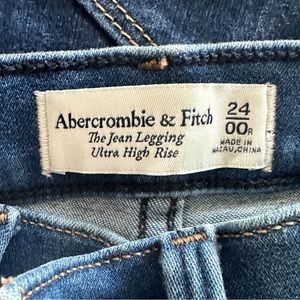 Abercrombie & Fitch
The Jean Legging
Ultra High Rise
24
00R
MADE IN
MACAU, CHINA